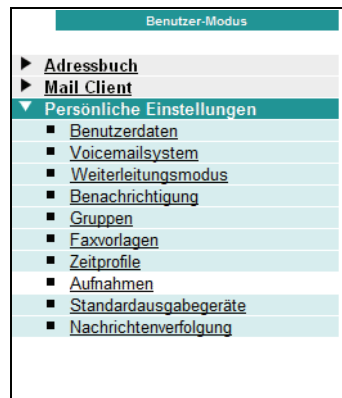 Benutzer-Modus
Adressbuch
Mail Client
Persönliche Einstellungen
Benutzerdaten
Voicemailsystem
Weiterleitungsmodus
Benachrichtigung
Gruppen
Faxvorlagen
Zeitprofile
Aufnahmen
Standardausgabegeräte
Nachrichtenverfolgung